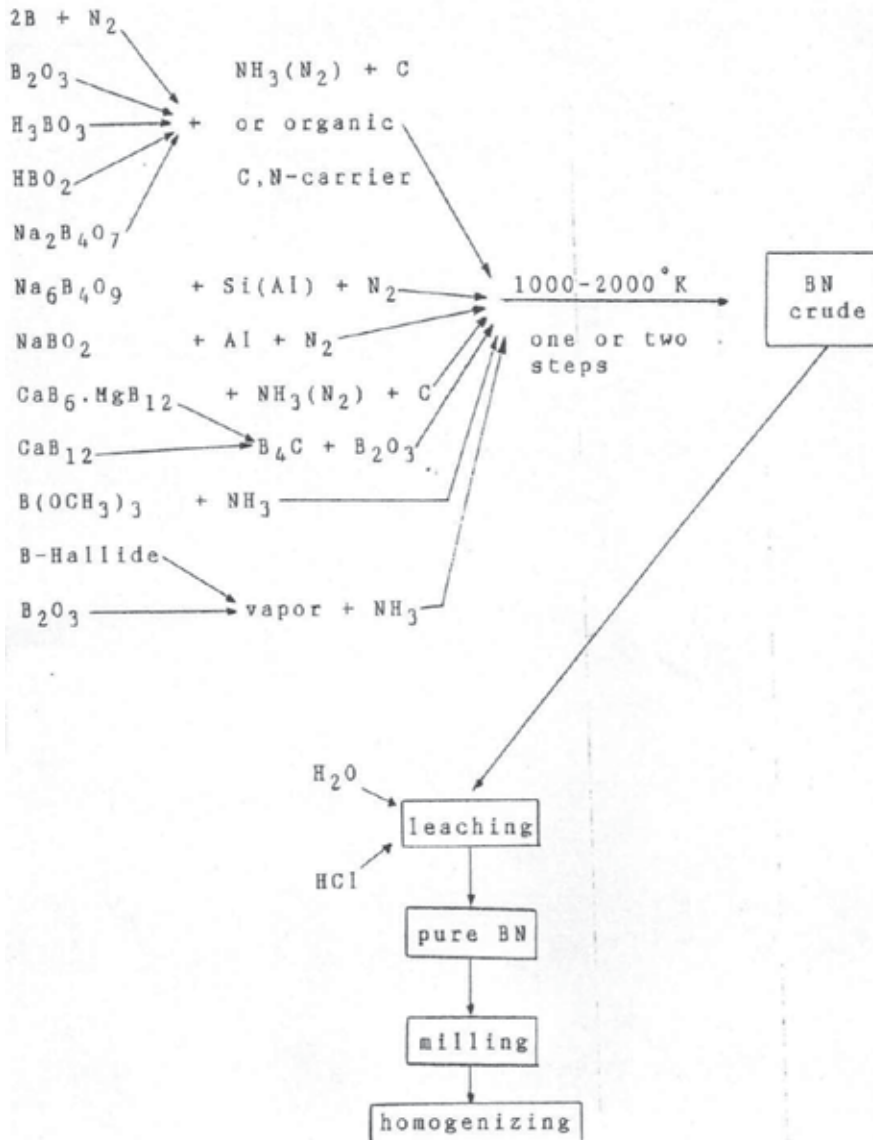 2B + N₂
B₂O₃ NH₃(N₂) + C
H₃BO₃ + or organic
HBO₂ C,N-carrier
Na₂B₄O₇
Na₆B₄O₉ + Si(Al) + N₂ 1000-2000°K BN
crude
NaBO₂ + Al + N₂ one or two
steps
CaB₆.MgB₁₂ + NH₃(N₂) + C
CaB₁₂ B₄C + B₂O₃
B(OCH₃)₃ + NH₃
B-Hallide
B₂O₃ vapor + NH₃
H₂O
leaching
HCl
pure BN
milling
homogenizing